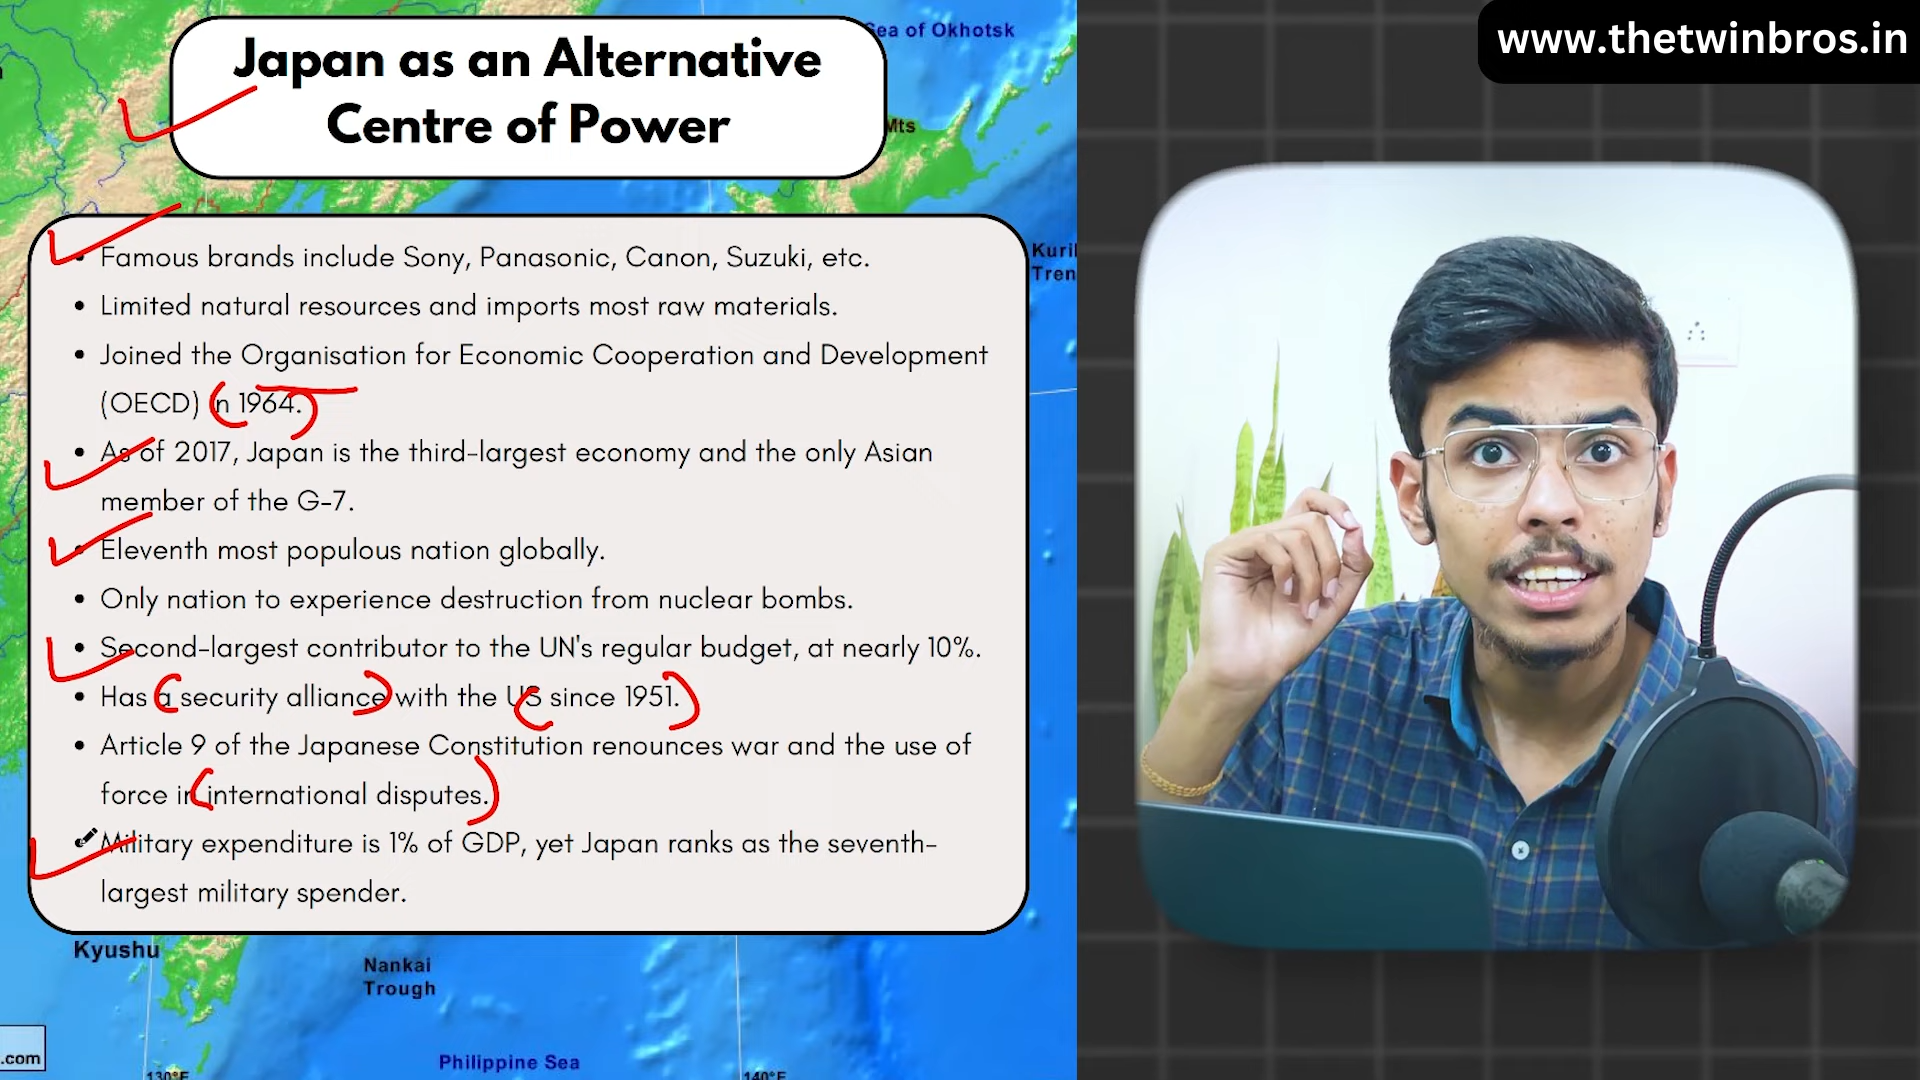 www.thetwinbros.in
Sea of Okhotsk
Japan as an Alternative
Centre of Power
Mts
Famous brands include Sony, Panasonic, Canon, Suzuki, etc.
Limited natural resources and imports most raw materials.
Joined the Organisation for Economic Cooperation and Development
(OECD) in 1964.
As of 2017, Japan is the third-largest economy and the only Asian
member of the G-7.
Eleventh most populous nation globally.
Only nation to experience destruction from nuclear bombs.
Second-largest contributor to the UN's regular budget, at nearly 10%.
Has a security alliance with the US since 1951.
Article 9 of the Japanese Constitution renounces war and the use of
force in international disputes.
Military expenditure is 1% of GDP, yet Japan ranks as the seventh-
largest military spender.
Kuril
Tren
Kyushu
Nankai
Trough
.com
Philippine Sea
130°E
140°E